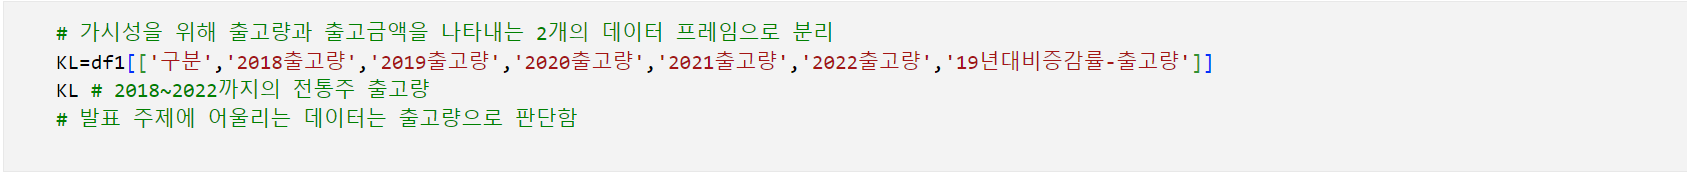 # 가시성을 위해 출고량과 출고금액을 나타내는 2개의 데이터 프레임으로 분리
KL=df1[['구분','2018출고량','2019출고량','2020출고량','2021출고량','2022출고량','19년대비증감률-출고량']]
KL # 2018~2022까지의 전통주 출고량
# 발표 주제에 어울리는 데이터는 출고량으로 판단함